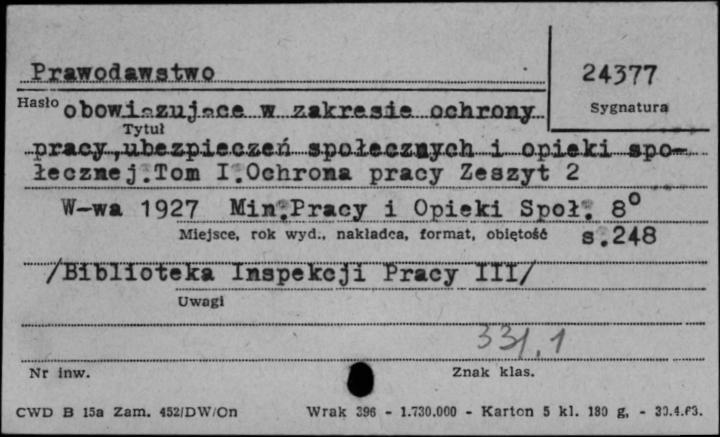 Prawodawstwo
24377
Hasło
obowiązujące w zakresie ochrony
Sygnatura
Tytuł
pracy,ubezpieczeń społecznych i opieki spo-
łecznej.Tom I.Ochrona pracy Zeszyt 2
W-wa 1927 Min.Pracy i Opieki Społ. 8°
Miejsce, rok wyd., nakładca, format, objętość
s.248
/Biblioteka Inspekcji Pracy III/
Uwagi
331.1
Nr inw.
Znak klas.
CWD B 15a Zam. 452/DW/On
Wrak 396 - 1.730.000 - Karton 5 kl. 180 g. - 30.4.63.